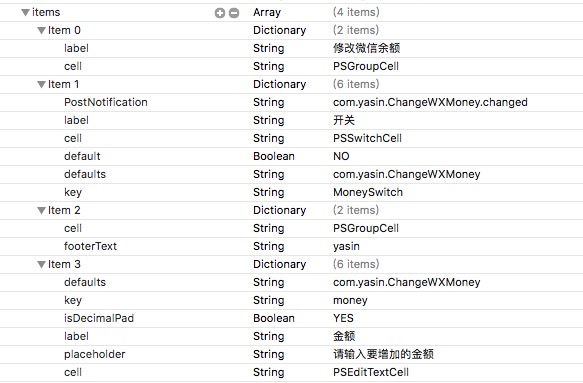 items Array (4 items)
Item 0 Dictionary (2 items)
label String 修改微信余额
cell String PSGroupCell
Item 1 Dictionary (6 items)
PostNotification String com.yasin.ChangeWXMoney.changed
label String 开关
cell String PSSwitchCell
default Boolean NO
defaults String com.yasin.ChangeWXMoney
key String MoneySwitch
Item 2 Dictionary (2 items)
cell String PSGroupCell
footerText String yasin
Item 3 Dictionary (6 items)
defaults String com.yasin.ChangeWXMoney
key String money
isDecimalPad Boolean YES
label String 金额
placeholder String 请输入要增加的金额
cell String PSEditTextCell